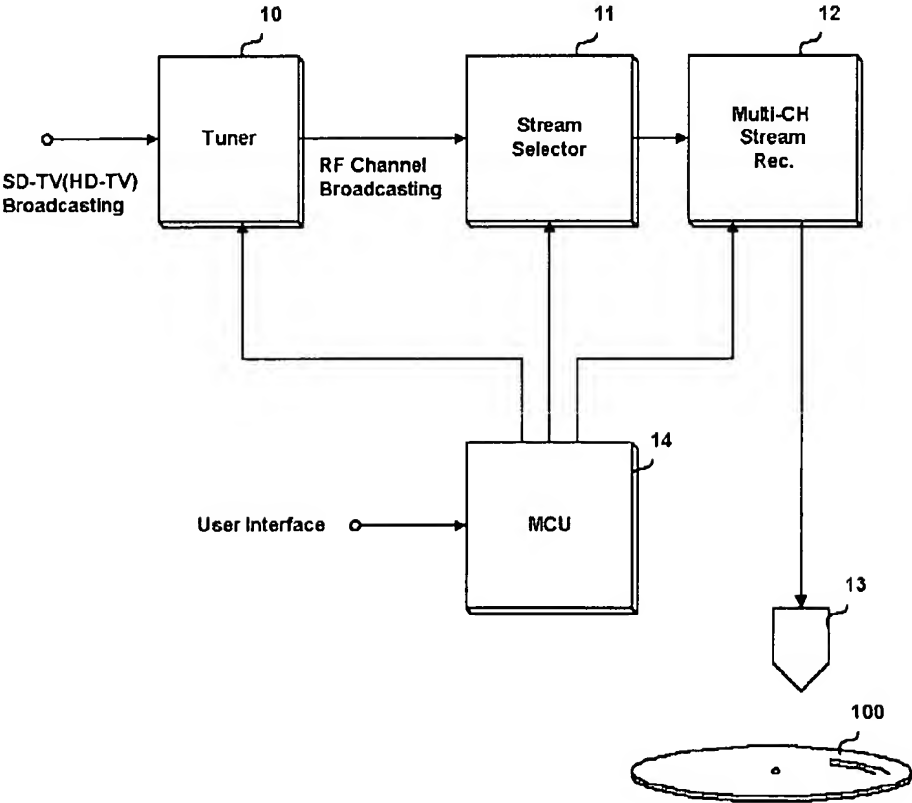 10
11
12
Tuner
Stream
Selector
Multi-CH
Stream
Rec.
SD-TV(HD-TV)
Broadcasting
RF Channel
Broadcasting
14
User Interface
MCU
13
100